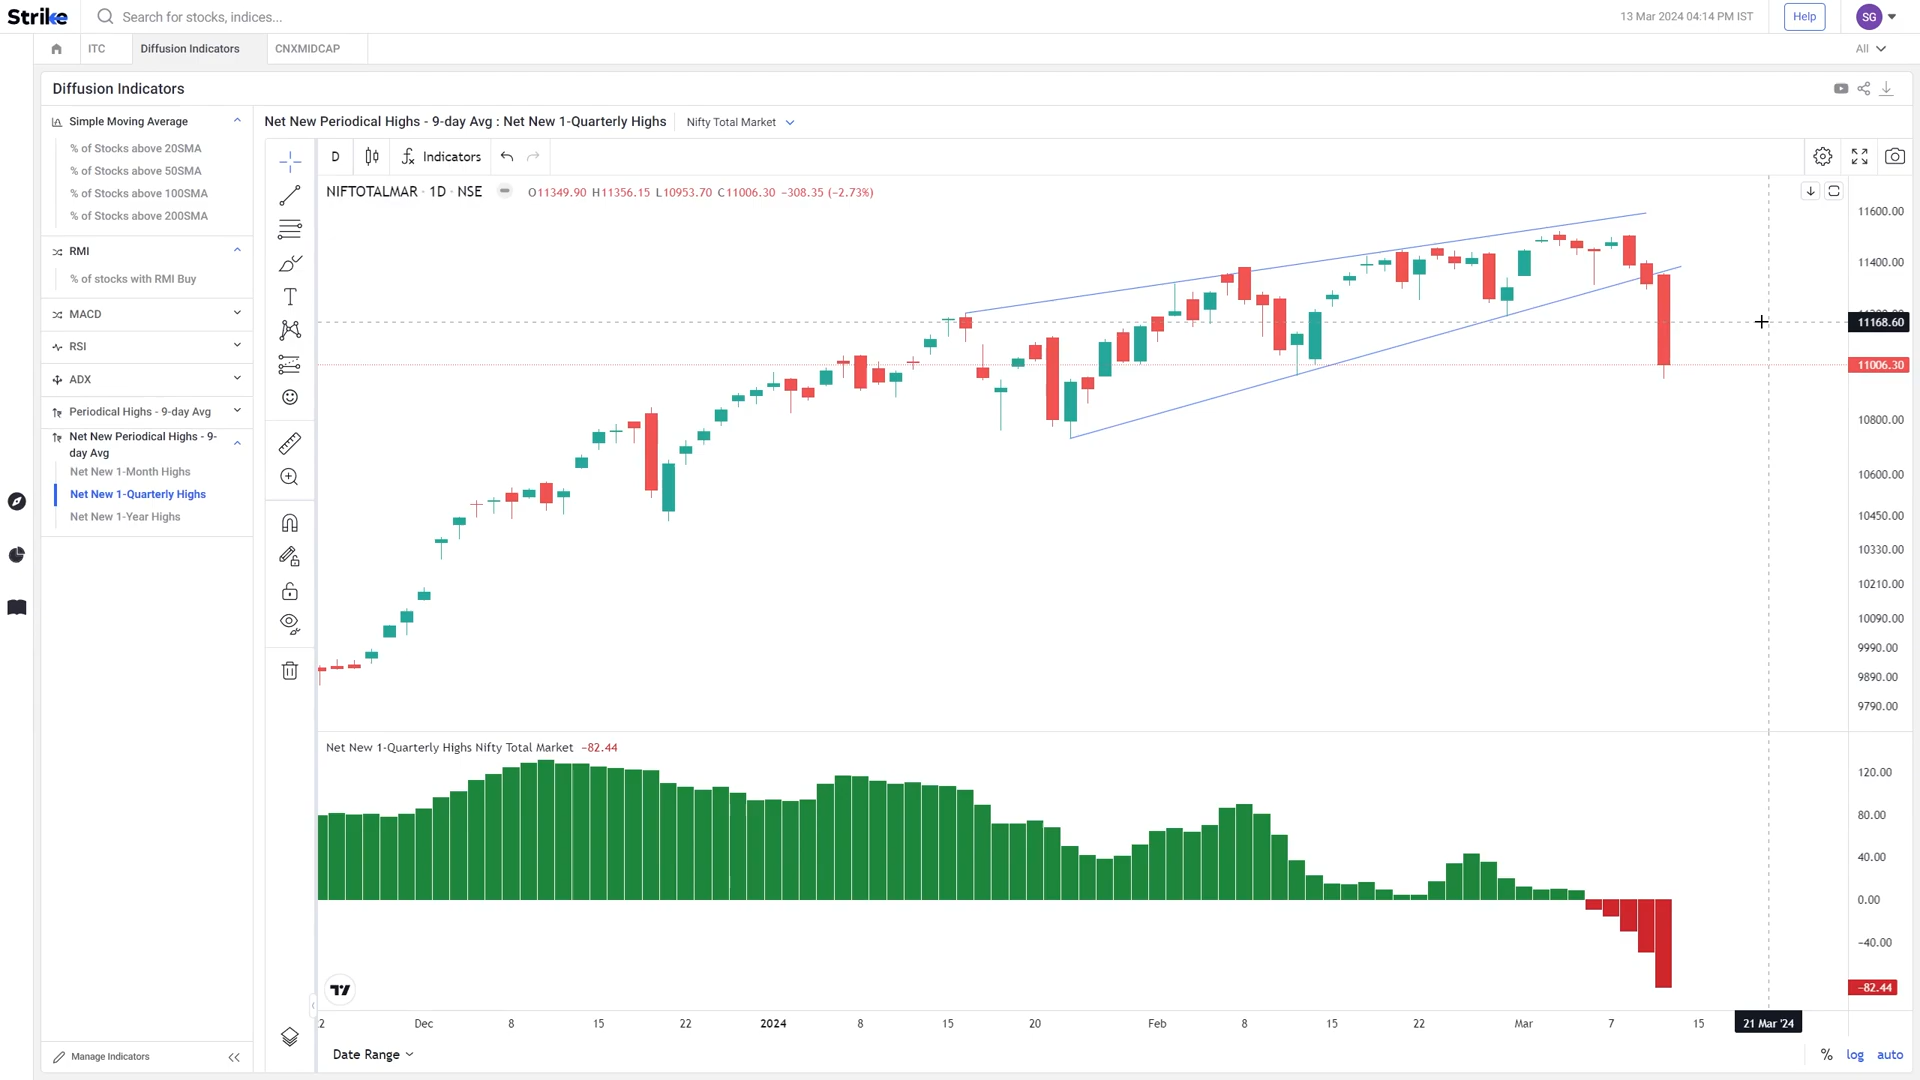 Strike
Search for stocks, indices...
13 Mar 2024 04:14 PM IST
Help
SG
ITC
Diffusion Indicators
CNXMIDCAP
All
Diffusion Indicators
Simple Moving Average
% of Stocks above 20SMA
% of Stocks above 50SMA
% of Stocks above 100SMA
% of Stocks above 200SMA
RMI
% of stocks with RMI Buy
MACD
RSI
ADX
Periodical Highs - 9-day Avg
Net New Periodical Highs - 9-
day Avg
Net New 1-Month Highs
Net New 1-Quarterly Highs
Net New 1-Year Highs
Manage Indicators
Net New Periodical Highs - 9-day Avg : Net New 1-Quarterly Highs
Nifty Total Market
D
Indicators
NIFTOTALMAR · 1D · NSE
O11349.90 H11356.15 L10953.70 C11006.30 −308.35 (−2.73%)
11600.00
11400.00
11168.60
11006.30
10800.00
10600.00
10450.00
10330.00
10210.00
10090.00
9990.00
9890.00
9790.00
Net New 1-Quarterly Highs Nifty Total Market −82.44
120.00
80.00
40.00
0.00
−40.00
−82.44
2 Dec 8 15 22 2024 8 15 20 Feb 8 15 22 Mar 7 15 21 Mar '24
Date Range
% log auto